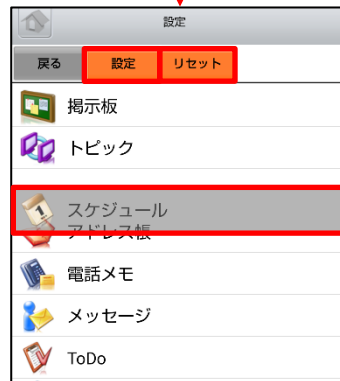 設定
戻る 設定 リセット
掲示板
トピック
スケジュール
アドレス帳
電話メモ
メッセージ
ToDo